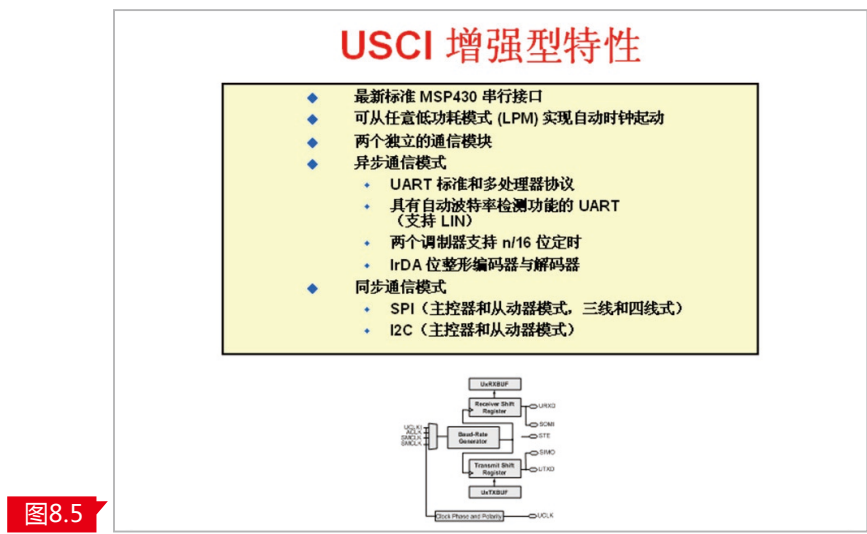 USCI 增强型特性
最新标准 MSP430 串行接口
可从任意低功耗模式 (LPM) 实现自动时钟起动
两个独立的通信模块
异步通信模式
UART 标准和多处理器协议
具有自动波特率检测功能的 UART
（支持 LIN）
两个调制器支持 n/16 位定时
IrDA 位整形编码器与解码器
同步通信模式
SPI（主控器和从动器模式，三线和四线式）
I2C（主控器和从动器模式）
UxRXBUF
Receiver Shift
Register
URXD
SOMI
UCLKI
ACLK
SMCLK
SMCLK
Baud-Rate
Generator
STE
SIMO
Transmit Shift
Register
UTXD
UxTXBUF
Clock Phase and Polarity
UCLK
图8.5